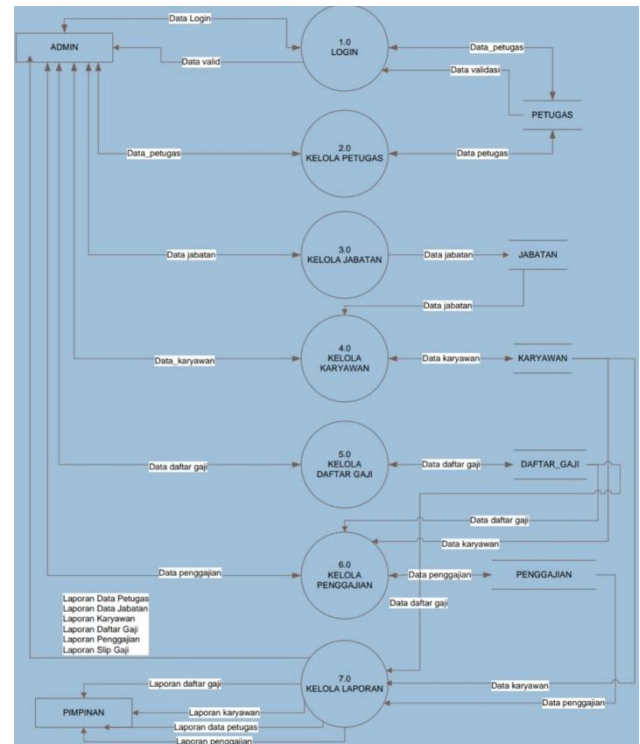 Data Login
ADMIN
1.0
LOGIN
Data_petugas
Data valid
Data validasi
PETUGAS
2.0
KELOLA PETUGAS
Data_petugas
Data petugas
3.0
KELOLA JABATAN
Data jabatan
Data jabatan
JABATAN
Data jabatan
4.0
KELOLA
KARYAWAN
Data_karyawan
Data karyawan
KARYAWAN
5.0
KELOLA
DAFTAR GAJI
Data daftar gaji
Data daftar gaji
DAFTAR_GAJI
Data daftar gaji
Data karyawan
6.0
KELOLA
PENGGAJIAN
Data penggajian
Data penggajian
PENGGAJIAN
Data daftar gaji
Laporan Data Petugas
Laporan Data Jabatan
Laporan Karyawan
Laporan Daftar Gaji
Laporan Penggajian
Laporan Slip Gaji
7.0
KELOLA LAPORAN
Laporan daftar gaji
Data karyawan
Data penggajian
PIMPINAN
Laporan karyawan
Laporan data petugas
Laporan penggajian